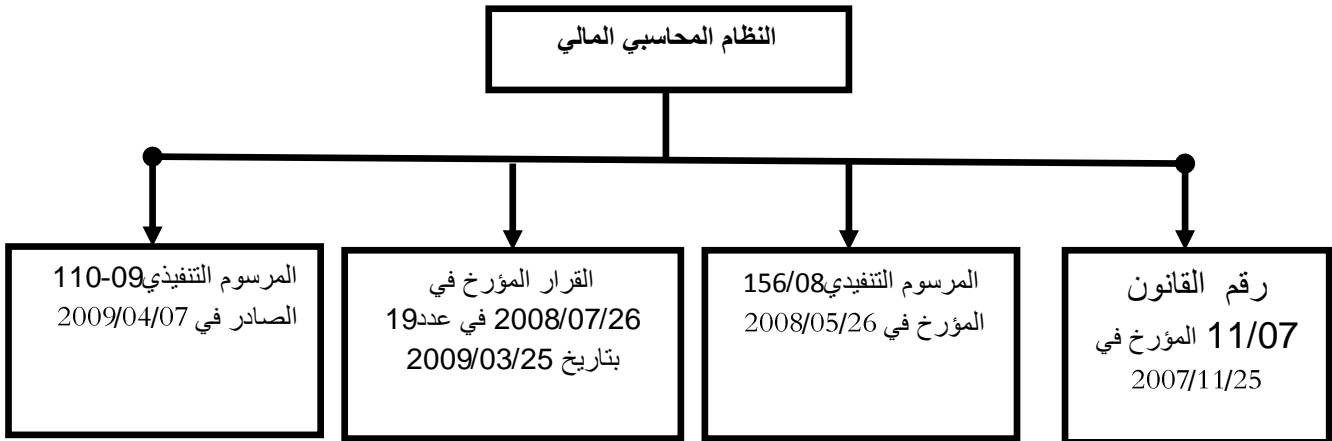 النظام المحاسبي المالي
رقم القانون
11/07 المؤرخ في
2007/11/25
المرسوم التنفيدي156/08
المؤرخ في 2008/05/26
القرار المؤرخ في
2008/07/26 في عدد19
بتاريخ 2009/03/25
المرسوم التنفيذي09-110
الصادر في 2009/04/07